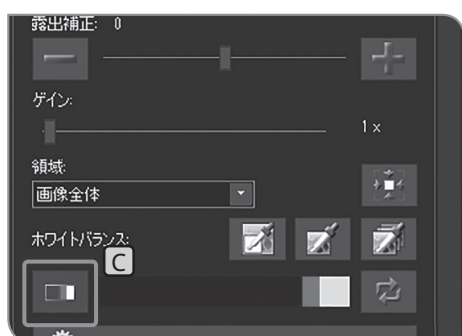 露出補正: 0
ゲイン:
1 x
領域:
画像全体
ホワイトバランス:
C